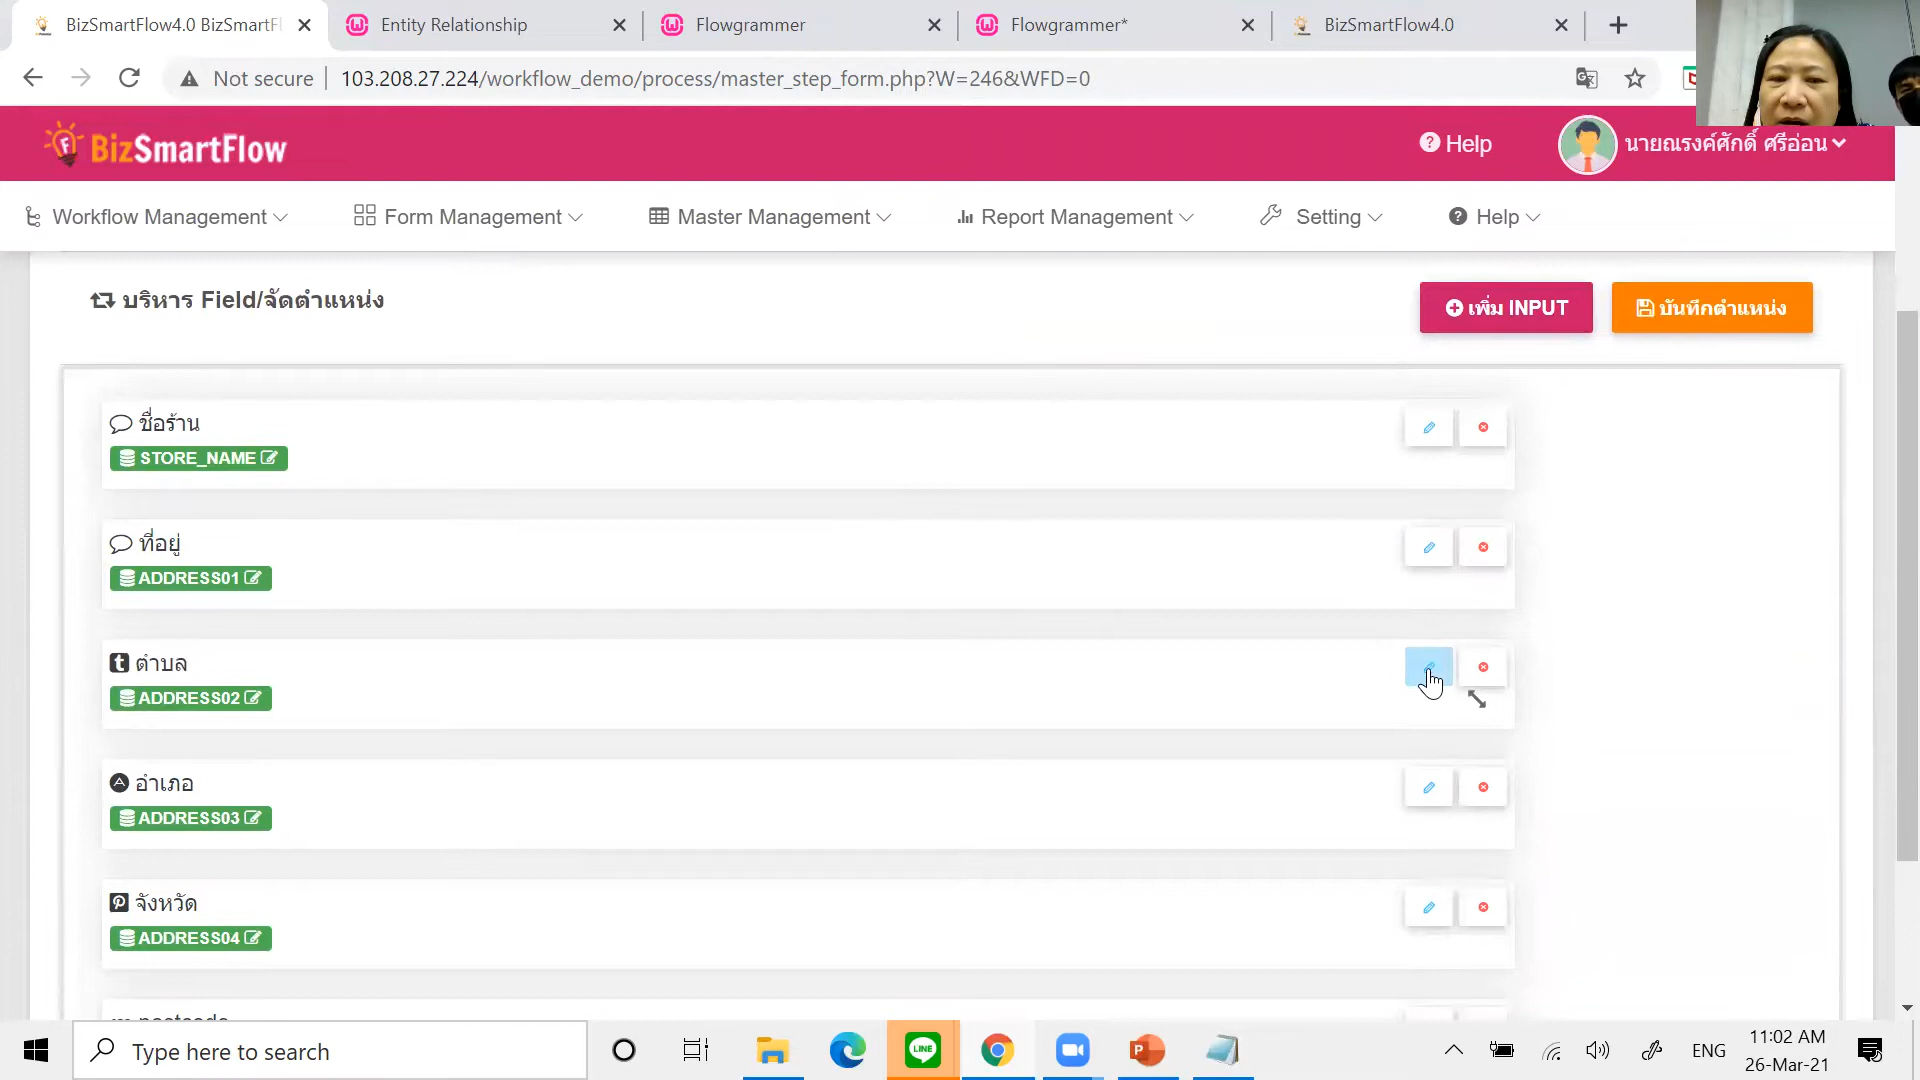 BizSmartFlow4.0 BizSmartFl
Entity Relationship
Flowgrammer
Flowgrammer*
BizSmartFlow4.0
Not secure
103.208.27.224/workflow_demo/process/master_step_form.php?W=246&WFD=0
BizSmartFlow
Help
นายณรงค์ศักดิ์ ศรีอ่อน
Workflow Management
Form Management
Master Management
Report Management
Setting
Help
บริหาร Field/จัดตำแหน่ง
เพิ่ม INPUT
บันทึกตำแหน่ง
ชื่อร้าน
STORE_NAME
ที่อยู่
ADDRESS01
ตำบล
ADDRESS02
อำเภอ
ADDRESS03
จังหวัด
ADDRESS04
Type here to search
LINE
ENG
11:02 AM
26-Mar-21